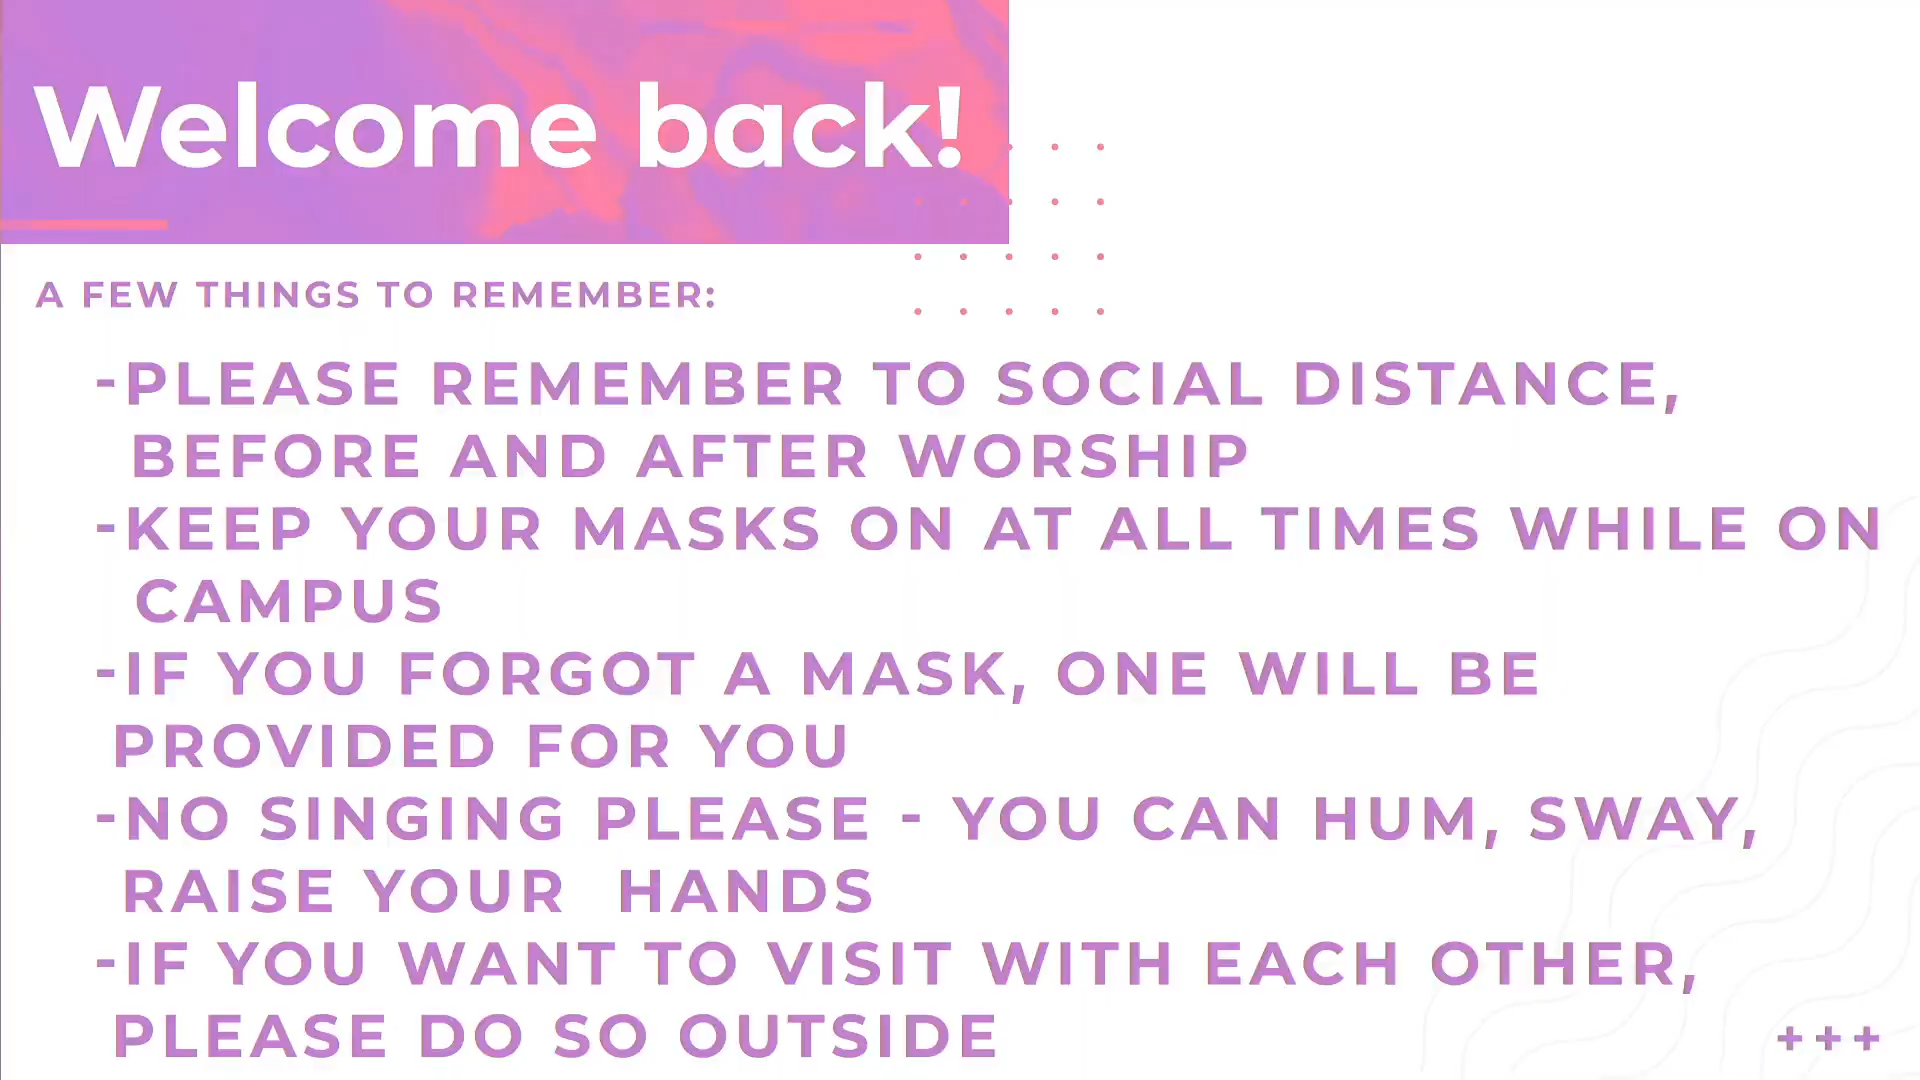 Welcome back!
A FEW THINGS TO REMEMBER:
-PLEASE REMEMBER TO SOCIAL DISTANCE,
BEFORE AND AFTER WORSHIP
-KEEP YOUR MASKS ON AT ALL TIMES WHILE ON
CAMPUS
-IF YOU FORGOT A MASK, ONE WILL BE
PROVIDED FOR YOU
-NO SINGING PLEASE - YOU CAN HUM, SWAY,
RAISE YOUR  HANDS
-IF YOU WANT TO VISIT WITH EACH OTHER,
PLEASE DO SO OUTSIDE
+++